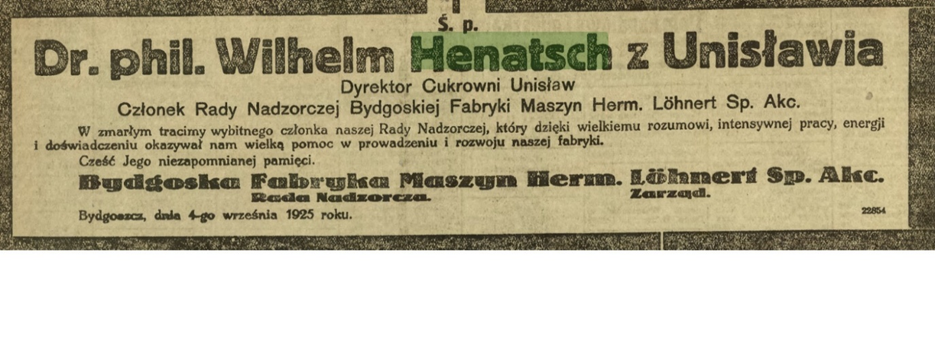 Ś. p.
Dr. phil. Wilhelm Henatsch z Unisławia
Dyrektor Cukrowni Unisław
Członek Rady Nadzorczej Bydgoskiej Fabryki Maszyn Herm. Löhnert Sp. Akc.
W zmarłym tracimy wybitnego członka naszej Rady Nadzorczej, który dzięki wielkiemu rozumowi, intensywnej pracy, energji
i doświadczeniu okazywał nam wielką pomoc w prowadzeniu i rozwoju naszej fabryki.
Cześć Jego niezapomnianej pamięci.
Bydgoska Fabryka Maszyn Herm. Löhnert Sp. Akc.
Rada Nadzorcza. Zarząd.
Bydgoszcz, dnia 4-go września 1925 roku. 22854